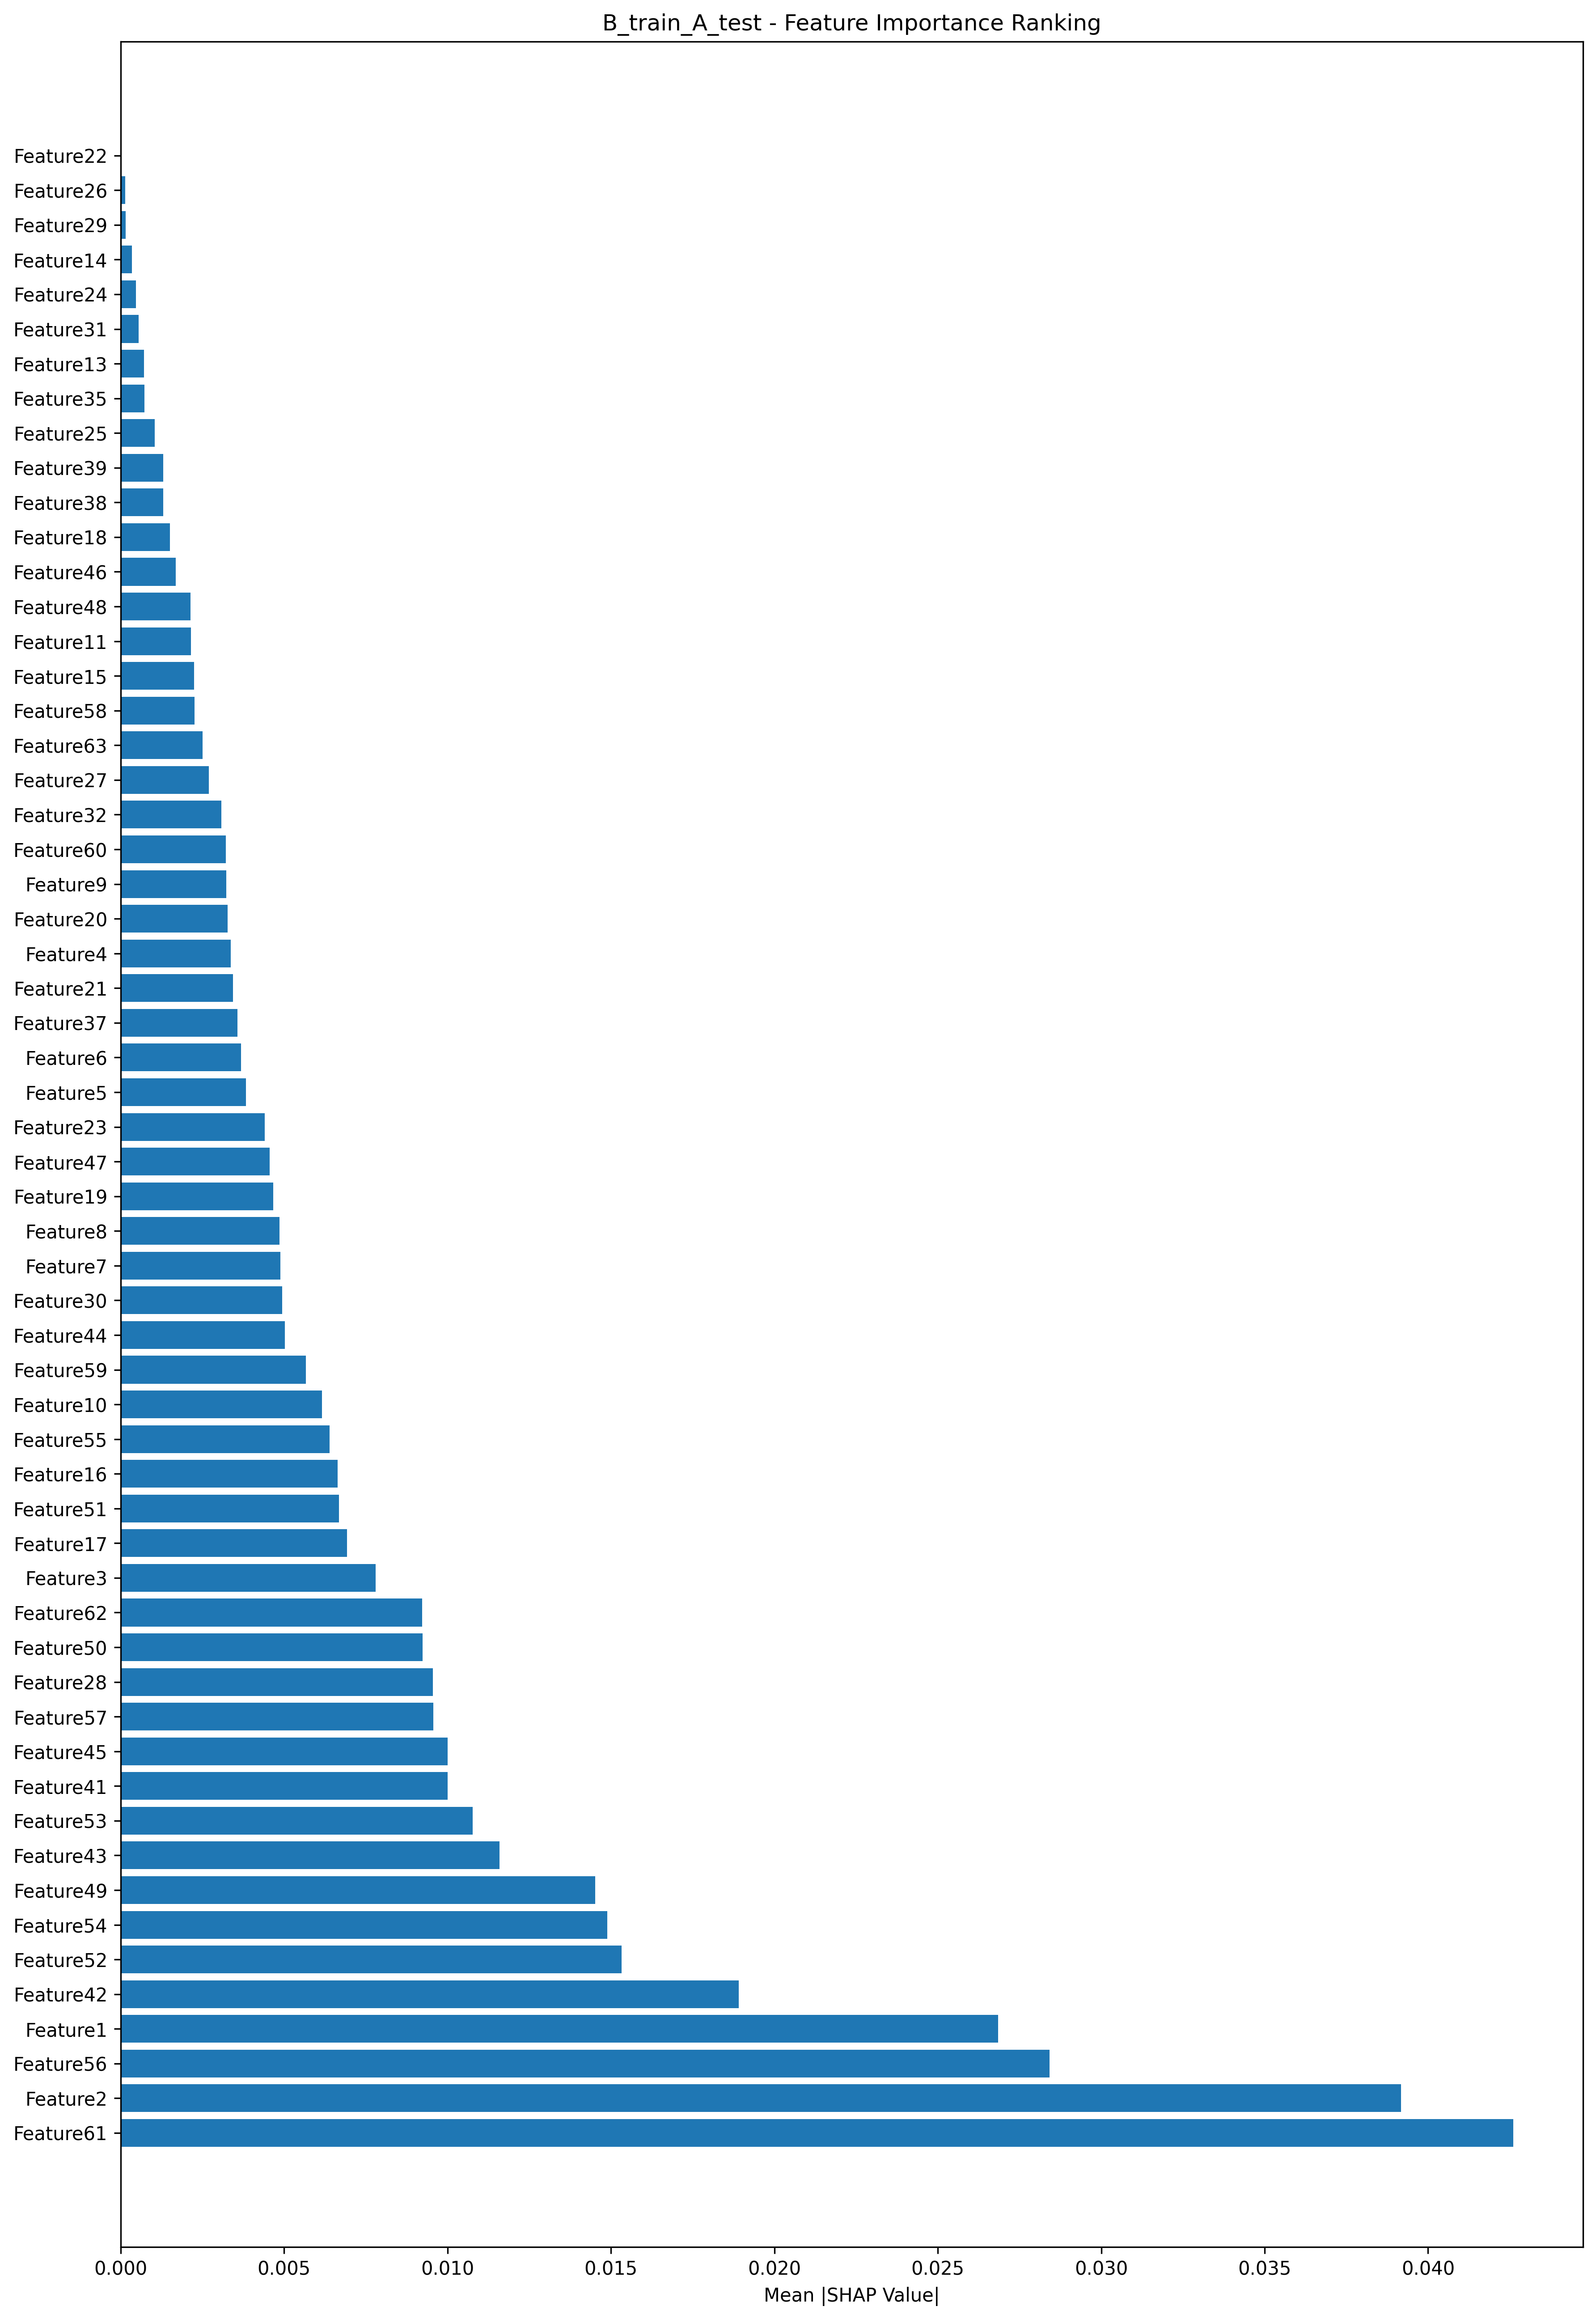 B_train_A_test - Feature Importance Ranking
Feature22
Feature26
Feature29
Feature14
Feature24
Feature31
Feature13
Feature35
Feature25
Feature39
Feature38
Feature18
Feature46
Feature48
Feature11
Feature15
Feature58
Feature63
Feature27
Feature32
Feature60
Feature9
Feature20
Feature4
Feature21
Feature37
Feature6
Feature5
Feature23
Feature47
Feature19
Feature8
Feature7
Feature30
Feature44
Feature59
Feature10
Feature55
Feature16
Feature51
Feature17
Feature3
Feature62
Feature50
Feature28
Feature57
Feature45
Feature41
Feature53
Feature43
Feature49
Feature54
Feature52
Feature42
Feature1
Feature56
Feature2
Feature61
0.000 0.005 0.010 0.015 0.020 0.025 0.030 0.035 0.040
Mean |SHAP Value|